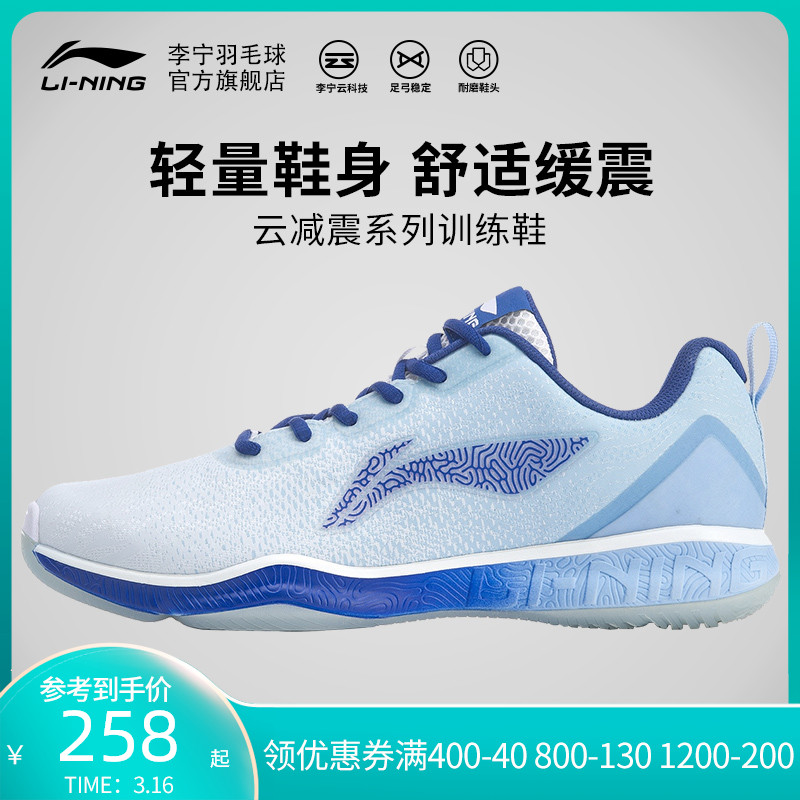 LI-NING
李宁羽毛球
官方旗舰店
李宁云科技
足弓稳定
耐磨鞋头
轻量鞋身 舒适缓震
云减震系列训练鞋
LI-NING
参考到手价
¥ 258 起
TIME: 3.16
领优惠券满400-40 800-130 1200-200